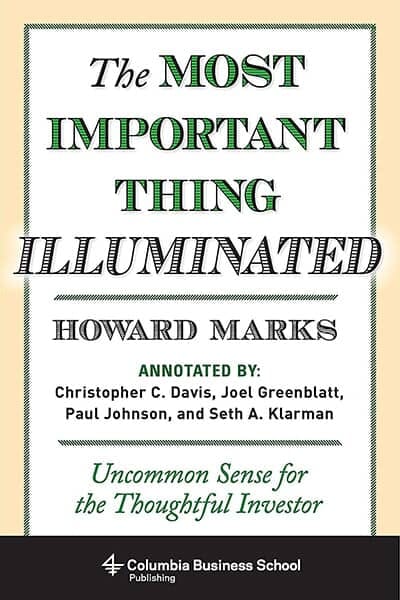 The MOST
IMPORTANT
THING
ILLUMINATED
HOWARD MARKS
ANNOTATED BY:
Christopher C. Davis, Joel Greenblatt,
Paul Johnson, and Seth A. Klarman
Uncommon Sense for
the Thoughtful Investor
Columbia Business School
Publishing